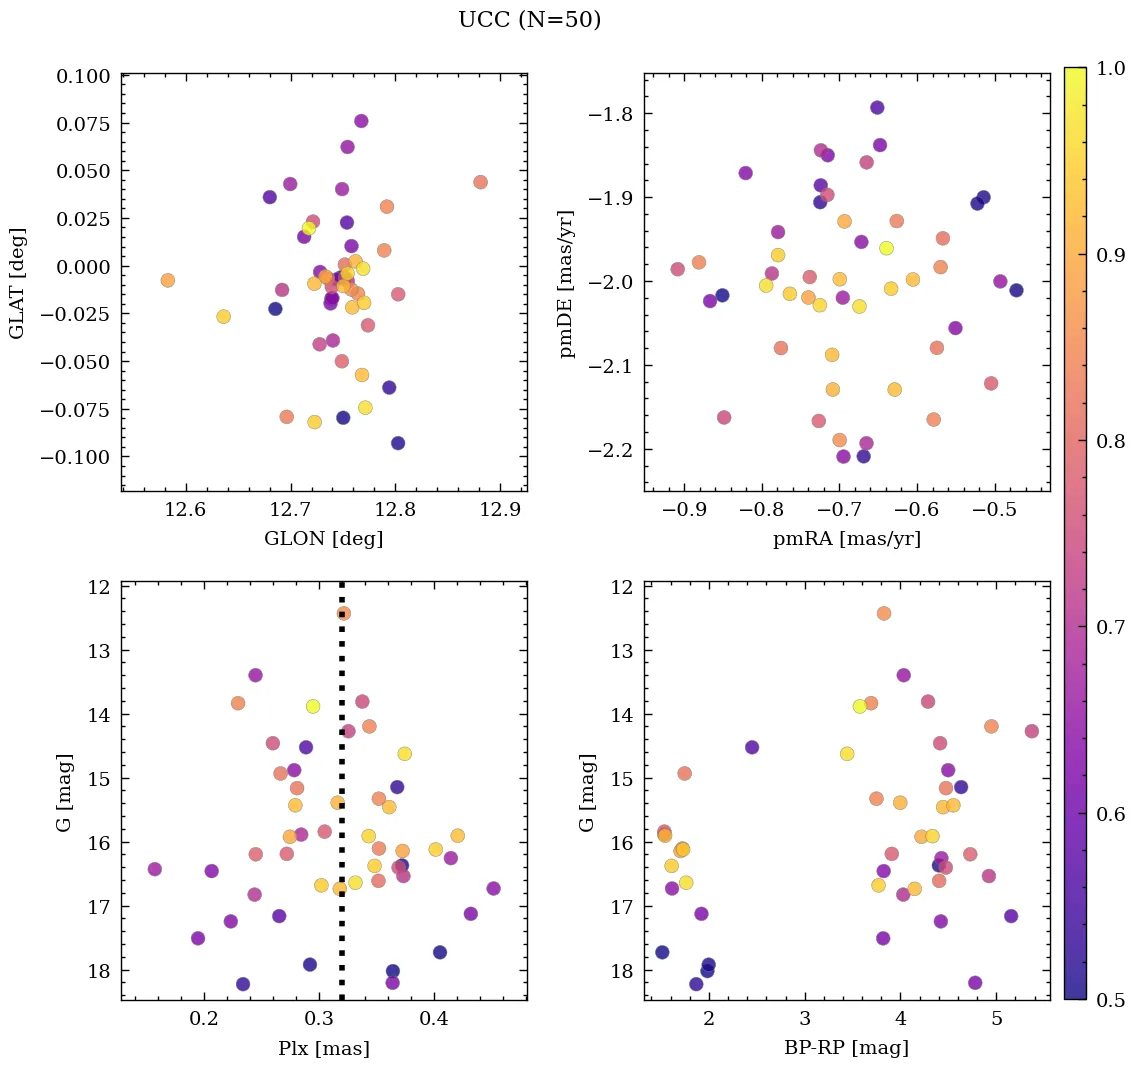 UCC (N=50)
0.100
0.075
0.050
0.025
0.000
−0.025
−0.050
−0.075
−0.100
GLAT [deg]
12.6 12.7 12.8 12.9
GLON [deg]
−1.8
−1.9
−2.0
−2.1
−2.2
pmDE [mas/yr]
−0.9 −0.8 −0.7 −0.6 −0.5
pmRA [mas/yr]
12
13
14
15
16
17
18
G [mag]
0.2 0.3 0.4
Plx [mas]
12
13
14
15
16
17
18
G [mag]
2 3 4 5
BP-RP [mag]
1.0
0.9
0.8
0.7
0.6
0.5